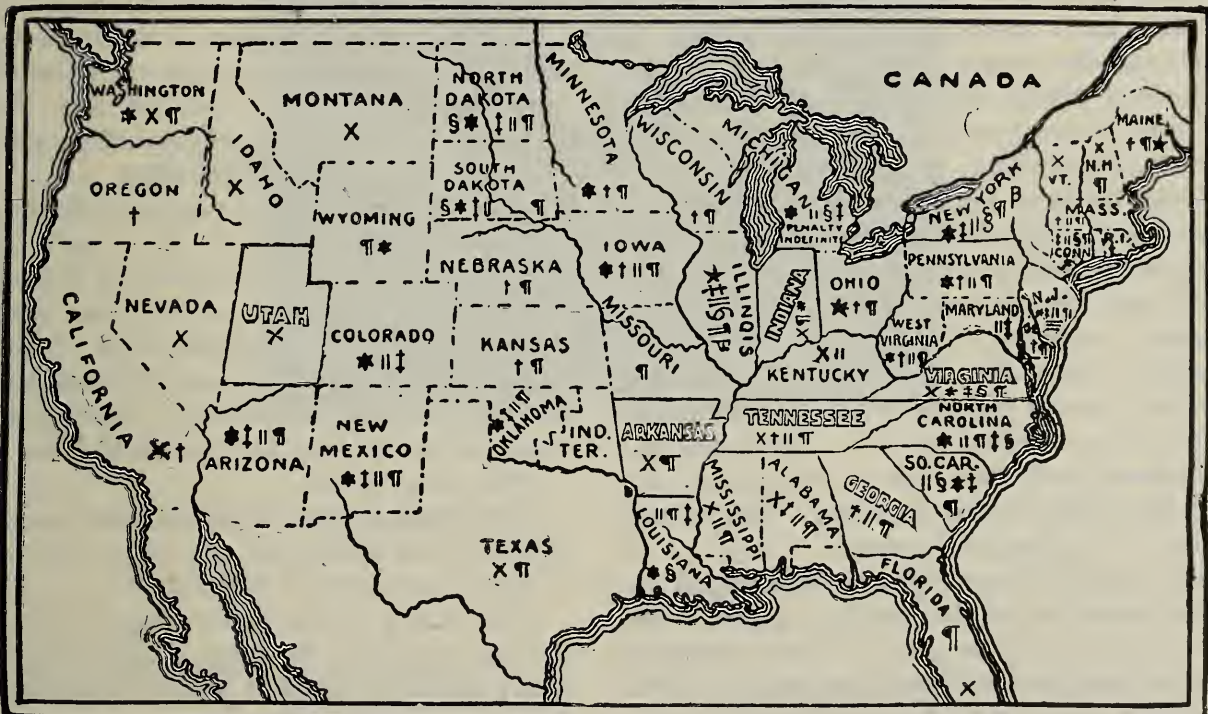 CANADA
WASHINGTON
* X ¶
MONTANA
X
NORTH
DAKOTA
§ * ‡ || ¶
MINNESOTA
* † ¶
WISCONSIN
† ¶
MICHIGAN
* || § ‡
PENALTY
INDEFINITE
MAINE
† ¶ ★
X
VT.
X
N.H.
¶
NEW YORK
* ‡ || § ¶ β
MASS.
† || ¶
‡ || § ¶
CONN
R.I.
OREGON
†
IDAHO
X
WYOMING
¶ *
SOUTH
DAKOTA
§ * ‡ || ¶
IOWA
* † || ¶
NEBRASKA
† ¶
ILLINOIS
★ ‡ || § ¶ β
INDIANA
OHIO
★ † ¶
PENNSYLVANIA
* † || ¶
N.J.
MARYLAND
|| ‡
WEST
VIRGINIA
* † || ¶
CALIFORNIA
†
NEVADA
X
UTAH
X
COLORADO
* || ‡
KANSAS
† ¶
MISSOURI
¶
X ||
KENTUCKY
VIRGINIA
X * ‡ § ¶
* ‡ || ¶
ARIZONA
NEW
MEXICO
* ‡ || ¶
* ‡ || ¶
OKLAHOMA
IND.
TER.
ARKANSAS
X ¶
TENNESSEE
X † || ¶
NORTH
CAROLINA
* || ¶ ‡ §
SO. CAR.
|| § * ‡
¶
TEXAS
X ¶
|| ¶ ‡
LOUISIANA
* §
MISSISSIPPI
X || ¶
ALABAMA
X ‡ || ¶
GEORGIA
† || ¶
FLORIDA
¶
X